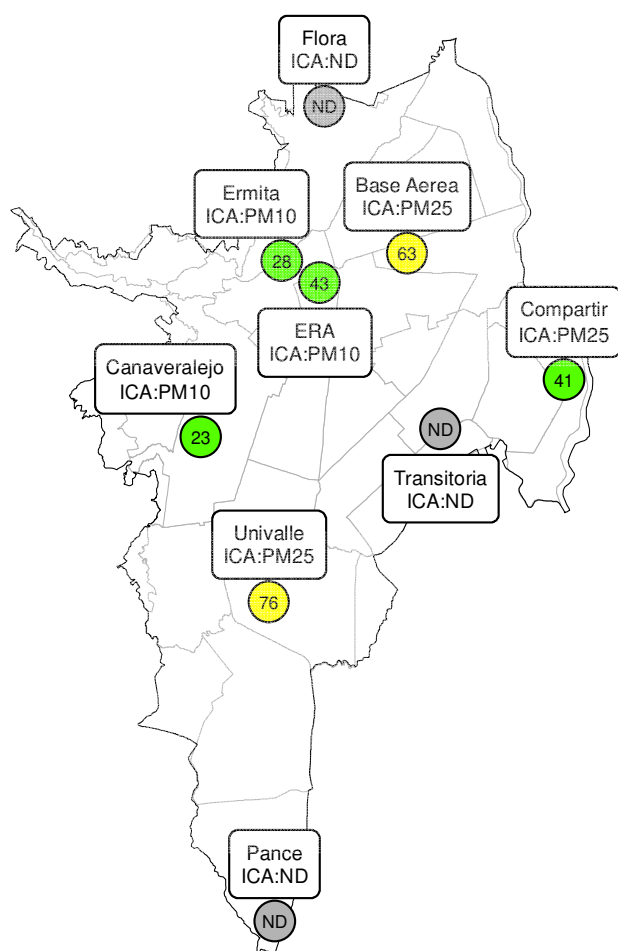 Flora
ICA:ND
ND
Ermita
ICA:PM10
28
Base Aerea
ICA:PM25
63
43
ERA
ICA:PM10
Compartir
ICA:PM25
41
Canaveralejo
ICA:PM10
23
ND
Transitoria
ICA:ND
Univalle
ICA:PM25
76
Pance
ICA:ND
ND